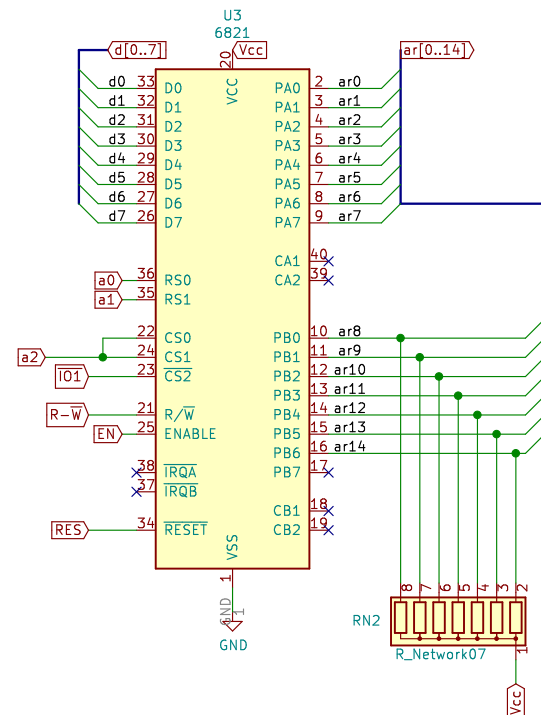 U3
6821
d[0..7]
Vcc
ar[0..14]
20
VCC
d0 33 D0 PA0 2 ar0
d1 32 D1 PA1 3 ar1
d2 31 D2 PA2 4 ar2
d3 30 D3 PA3 5 ar3
d4 29 D4 PA4 6 ar4
d5 28 D5 PA5 7 ar5
d6 27 D6 PA6 8 ar6
d7 26 D7 PA7 9 ar7
CA1 40
CA2 39
a0 36 RS0
a1 35 RS1
22 CS0 PB0 10 ar8
a2 24 CS1 PB1 11 ar9
I̅O̅1̅ 23 C̅S̅2̅ PB2 12 ar10
PB3 13 ar11
R-W̅ 21 R/W̅ PB4 14 ar12
EN 25 ENABLE PB5 15 ar13
PB6 16 ar14
38 I̅R̅Q̅A̅ PB7 17
37 I̅R̅Q̅B̅
CB1 18
RES 34 R̅E̅S̅E̅T̅ CB2 19
VSS
1
GND 1
GND
8 7 6 5 4 3 2
RN2
R_Network07
1
Vcc